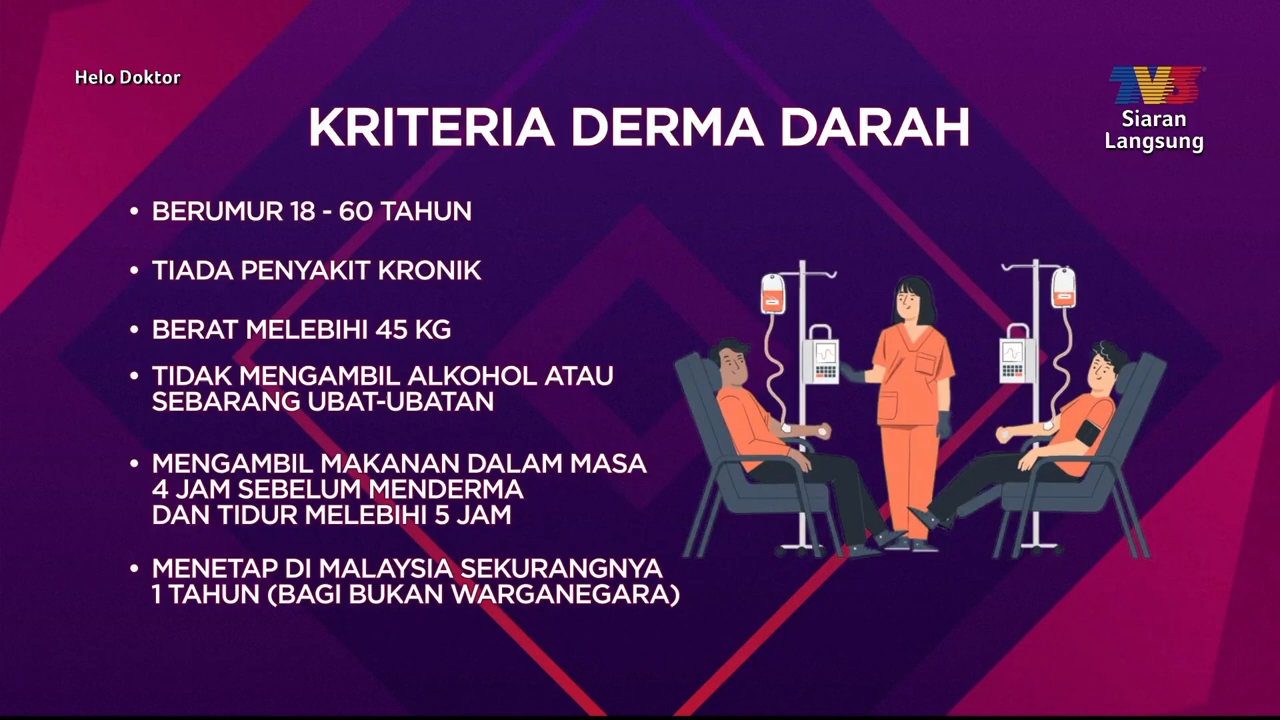 Helo Doktor
TV3
Siaran
Langsung
KRITERIA DERMA DARAH
• BERUMUR 18 - 60 TAHUN
• TIADA PENYAKIT KRONIK
• BERAT MELEBIHI 45 KG
• TIDAK MENGAMBIL ALKOHOL ATAU
SEBARANG UBAT-UBATAN
• MENGAMBIL MAKANAN DALAM MASA
4 JAM SEBELUM MENDERMA
DAN TIDUR MELEBIHI 5 JAM
• MENETAP DI MALAYSIA SEKURANGNYA
1 TAHUN (BAGI BUKAN WARGANEGARA)